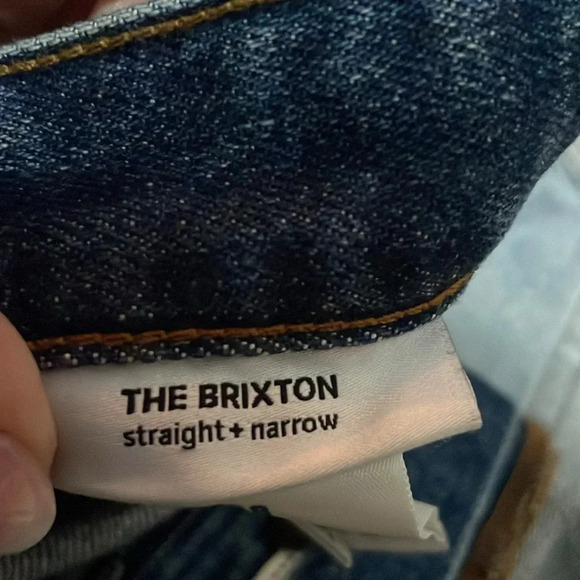 THE BRIXTON
straight + narrow